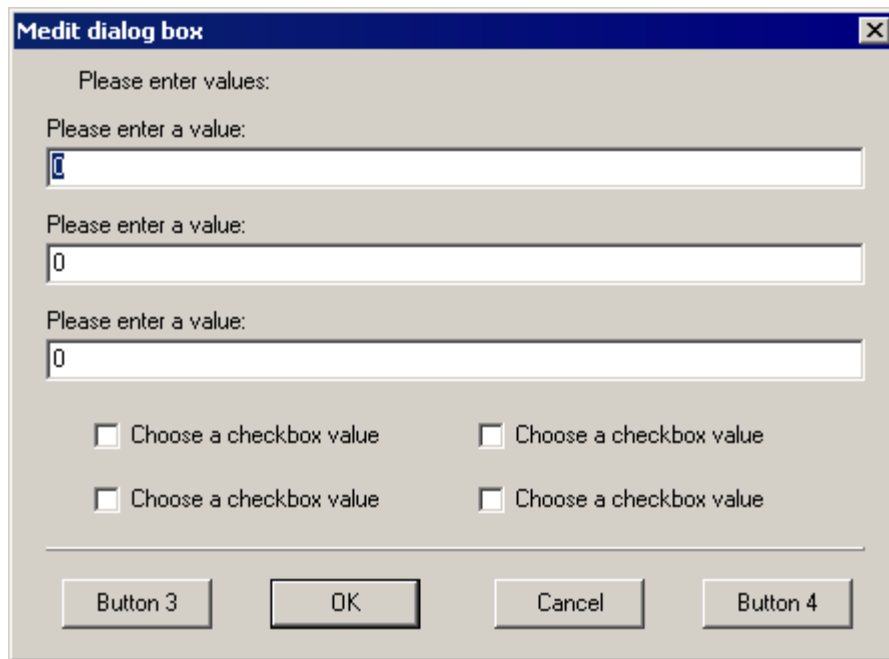 Medit dialog box
Please enter values:
Please enter a value:
0
Please enter a value:
0
Please enter a value:
0
Choose a checkbox value Choose a checkbox value
Choose a checkbox value Choose a checkbox value
Button 3 OK Cancel Button 4